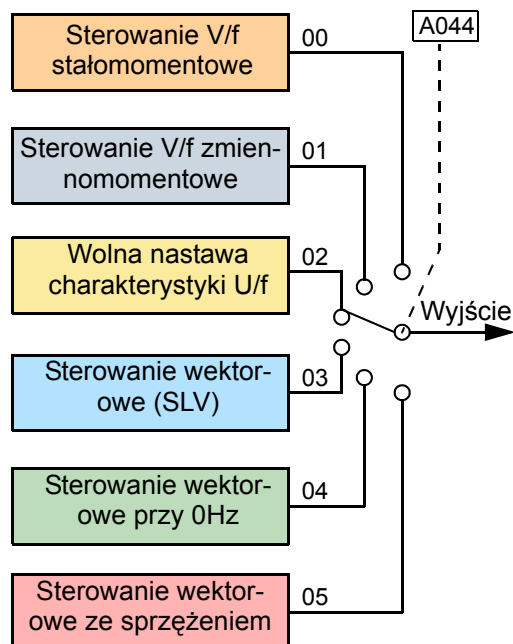 Sterowanie V/f
stałomomentowe
00
A044
Sterowanie V/f zmien-
nomomentowe
01
Wolna nastawa
charakterystyki U/f
02
Wyjście
Sterowanie wektor-
owe (SLV)
03
Sterowanie wektor-
owe przy 0Hz
04
Sterowanie wektor-
owe ze sprzężeniem
05